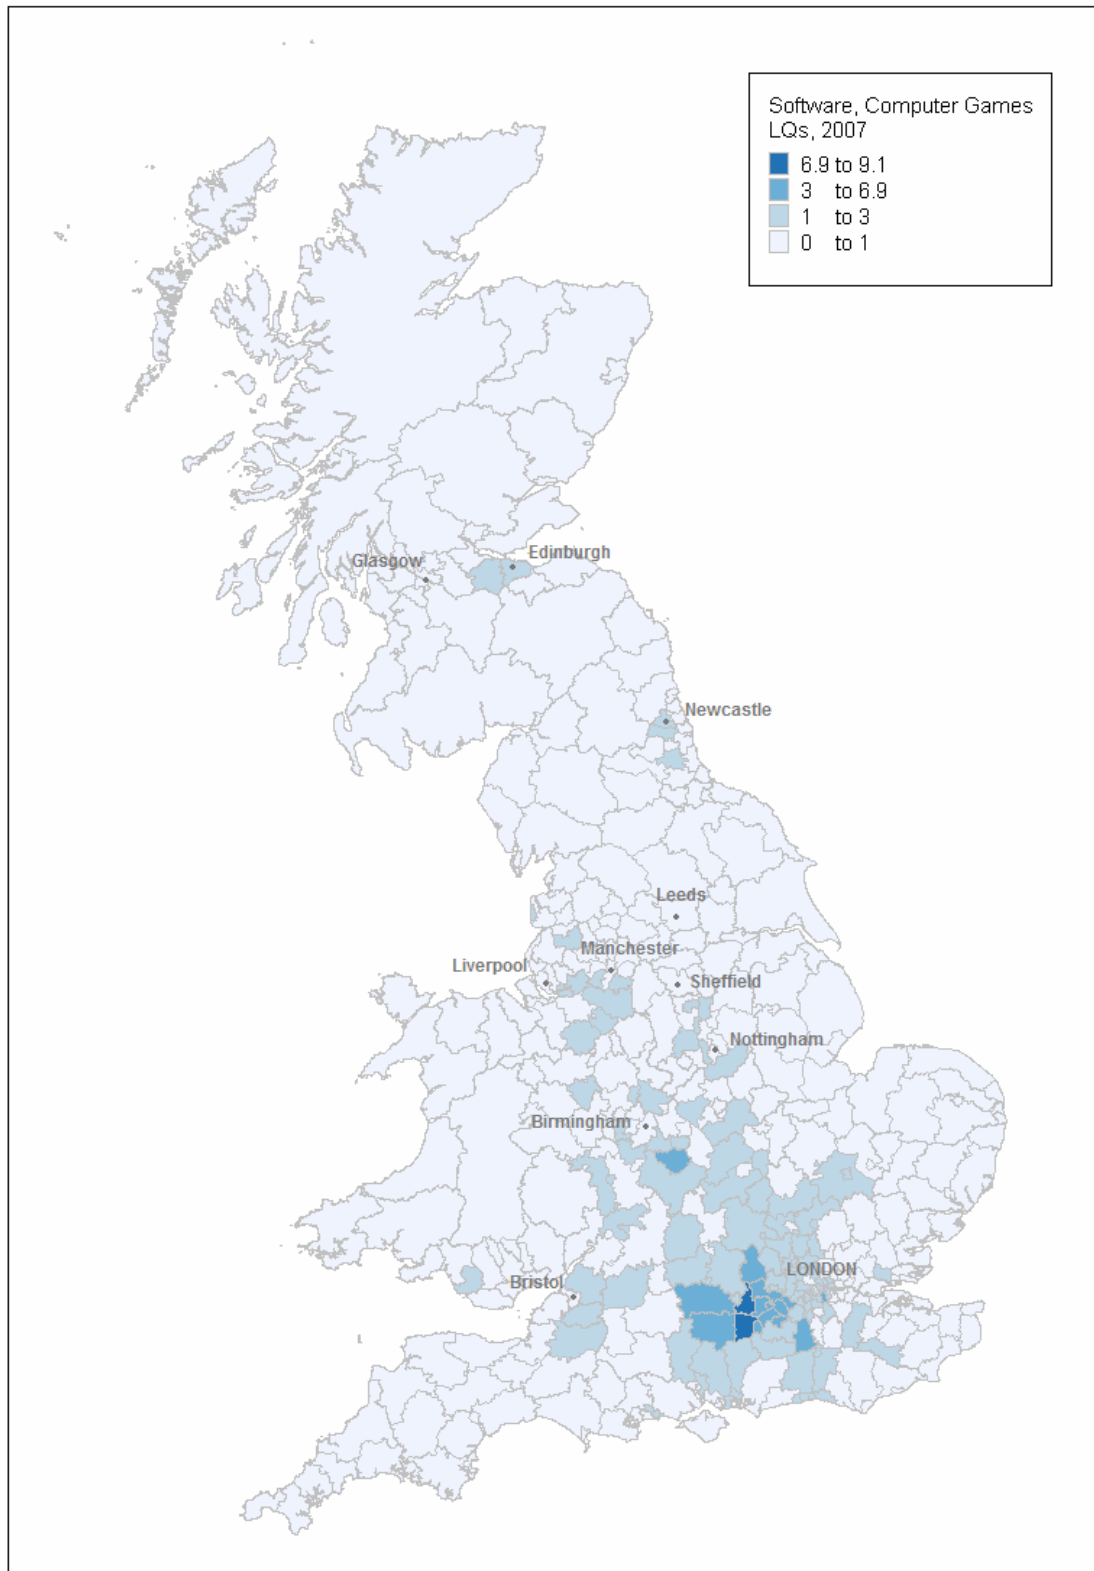 Software, Computer Games
LQs, 2007
6.9 to 9.1
3 to 6.9
1 to 3
0 to 1
Edinburgh
Glasgow
Newcastle
Leeds
Manchester
Liverpool
Sheffield
Nottingham
Birmingham
LONDON
Bristol